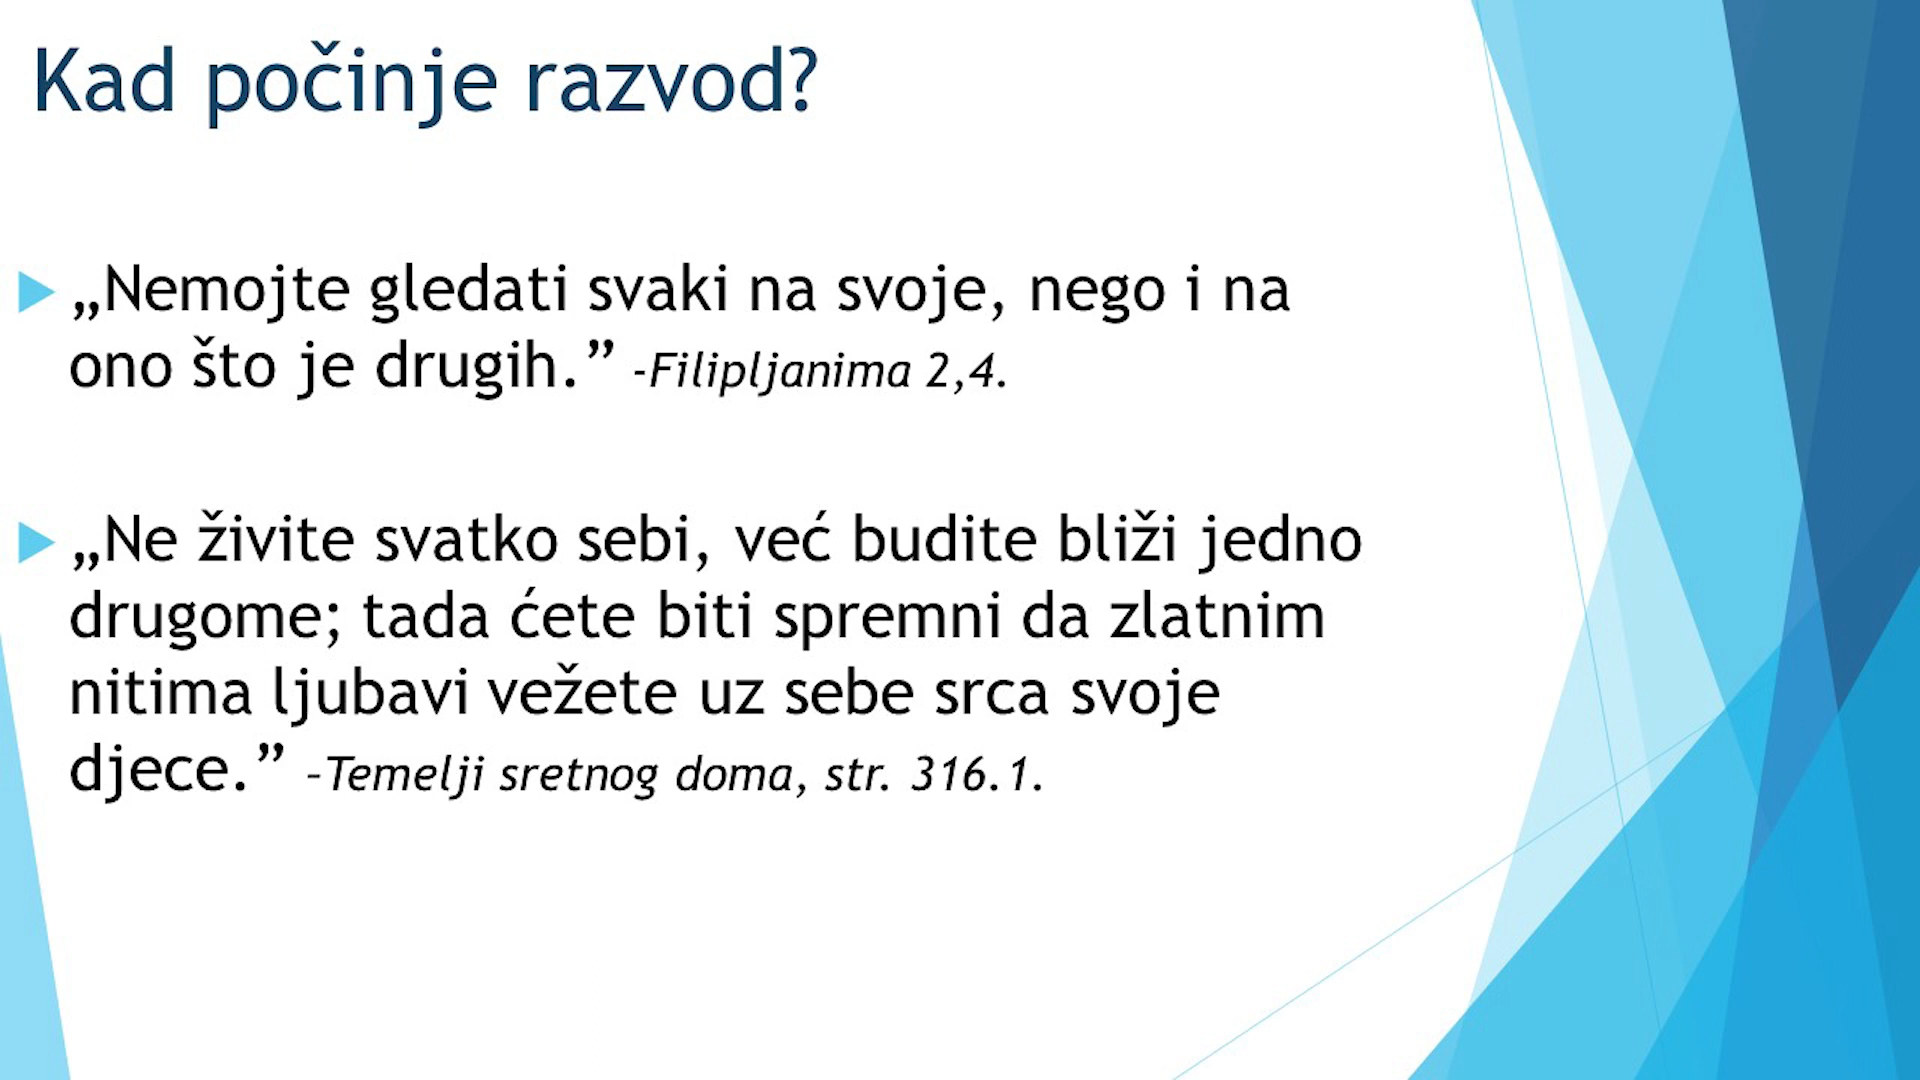 Kad počinje razvod?
„Nemojte gledati svaki na svoje, nego i na
ono što je drugih.” -Filipljanima 2,4.
„Ne živite svatko sebi, već budite bliži jedno
drugome; tada ćete biti spremni da zlatnim
nitima ljubavi vežete uz sebe srca svoje
djece.” –Temelji sretnog doma, str. 316.1.